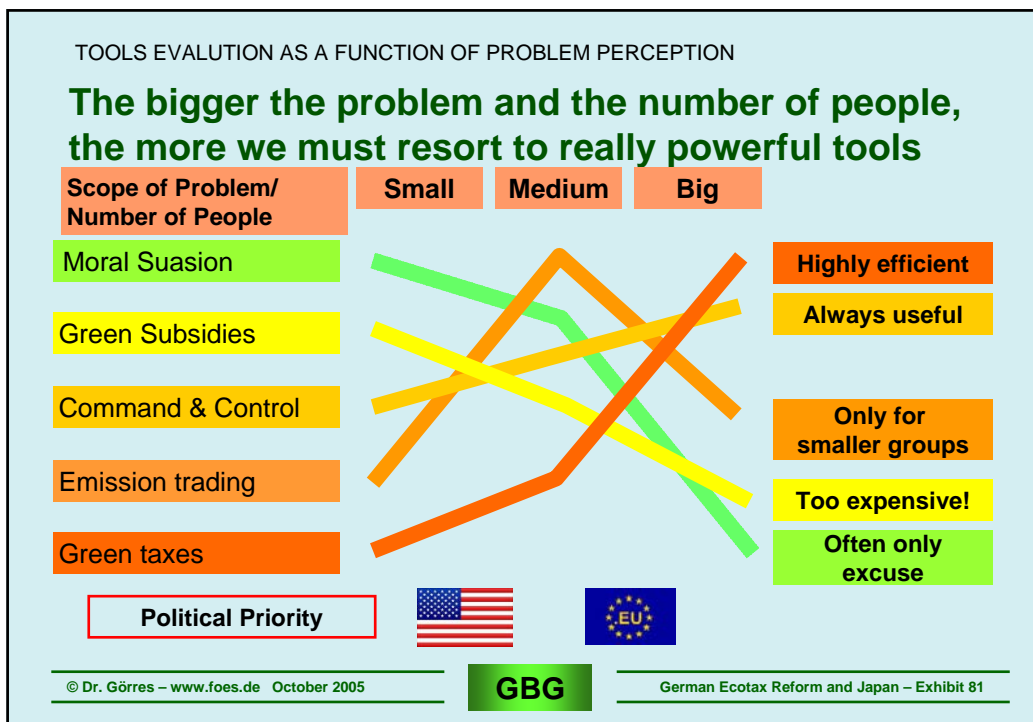 TOOLS EVALUTION AS A FUNCTION OF PROBLEM PERCEPTION
The bigger the problem and the number of people,
the more we must resort to really powerful tools
Scope of Problem/
Number of People
Small
Medium
Big
Moral Suasion
Green Subsidies
Command & Control
Emission trading
Green taxes
Highly efficient
Always useful
Only for
smaller groups
Too expensive!
Often only
excuse
Political Priority
EU
© Dr. Görres – www.foes.de October 2005
GBG
German Ecotax Reform and Japan – Exhibit 81